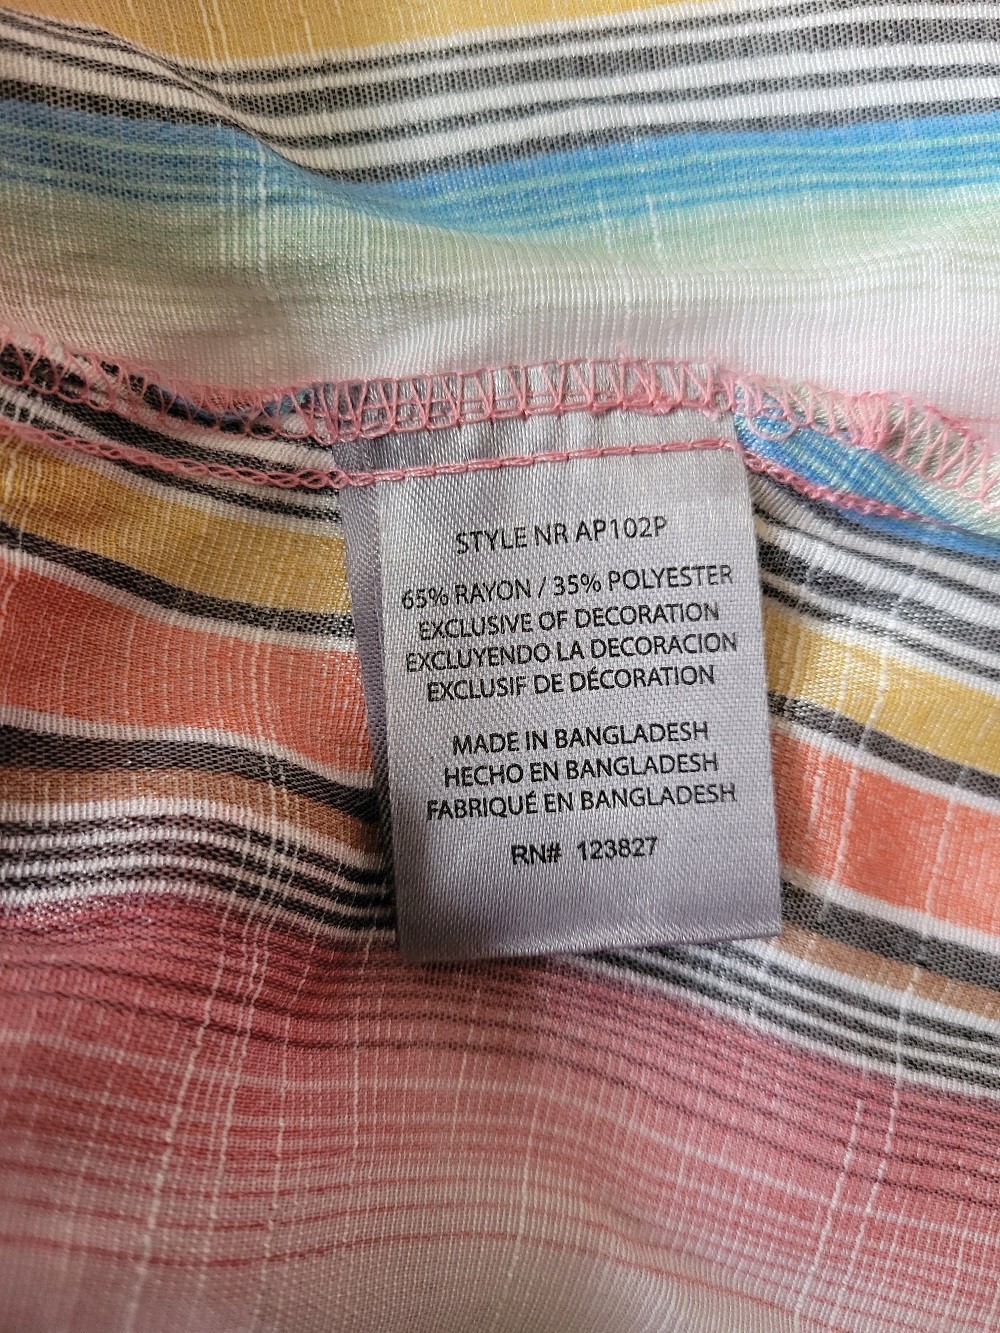 STYLE NR AP102P
65% RAYON / 35% POLYESTER
EXCLUSIVE OF DECORATION
EXCLUYENDO LA DECORACION
EXCLUSIF DE DÉCORATION
MADE IN BANGLADESH
HECHO EN BANGLADESH
FABRIQUÉ EN BANGLADESH
RN# 123827